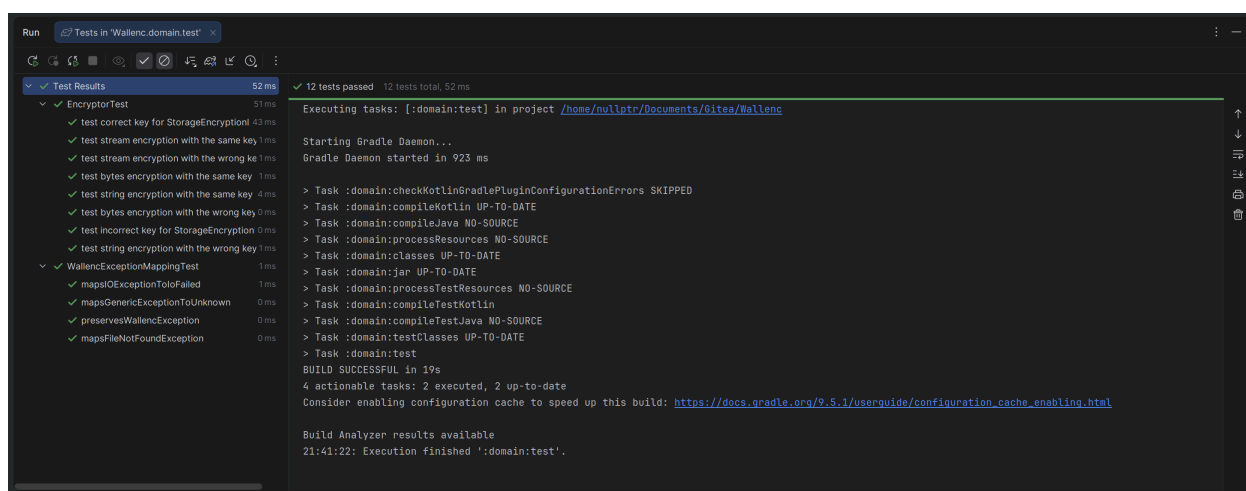 Run Tests in 'Wallenc.domain.test'
Test Results 52 ms
EncryptorTest 51 ms
test correct key for StorageEncryptionI 43 ms
test stream encryption with the same key 1 ms
test stream encryption with the wrong ke 1 ms
test bytes encryption with the same key 1 ms
test string encryption with the same key 4 ms
test bytes encryption with the wrong key 0 ms
test incorrect key for StorageEncryption 0 ms
test string encryption with the wrong key 1 ms
WallencExceptionMappingTest 1 ms
mapsIOExceptionToIoFailed 1 ms
mapsGenericExceptionToUnknown 0 ms
preservesWallencException 0 ms
mapsFileNotFoundException 0 ms
12 tests passed 12 tests total, 52 ms
Executing tasks: [:domain:test] in project /home/nullptr/Documents/Gitea/Wallenc
Starting Gradle Daemon...
Gradle Daemon started in 923 ms
> Task :domain:checkKotlinGradlePluginConfigurationErrors SKIPPED
> Task :domain:compileKotlin UP-TO-DATE
> Task :domain:compileJava NO-SOURCE
> Task :domain:processResources NO-SOURCE
> Task :domain:classes UP-TO-DATE
> Task :domain:jar UP-TO-DATE
> Task :domain:processTestResources NO-SOURCE
> Task :domain:compileTestKotlin
> Task :domain:compileTestJava NO-SOURCE
> Task :domain:testClasses UP-TO-DATE
> Task :domain:test
BUILD SUCCESSFUL in 19s
4 actionable tasks: 2 executed, 2 up-to-date
Consider enabling configuration cache to speed up this build: https://docs.gradle.org/9.5.1/userguide/configuration_cache_enabling.html
Build Analyzer results available
21:41:22: Execution finished ':domain:test'.